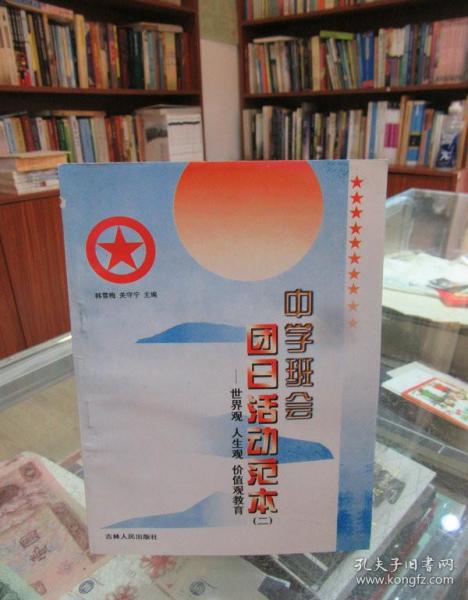 韩雪梅 关守宁 主编
中学班会
团日活动范本(二)
——世界观 人生观 价值观教育
吉林人民出版社
孔夫子旧书网
www.kongfz.com